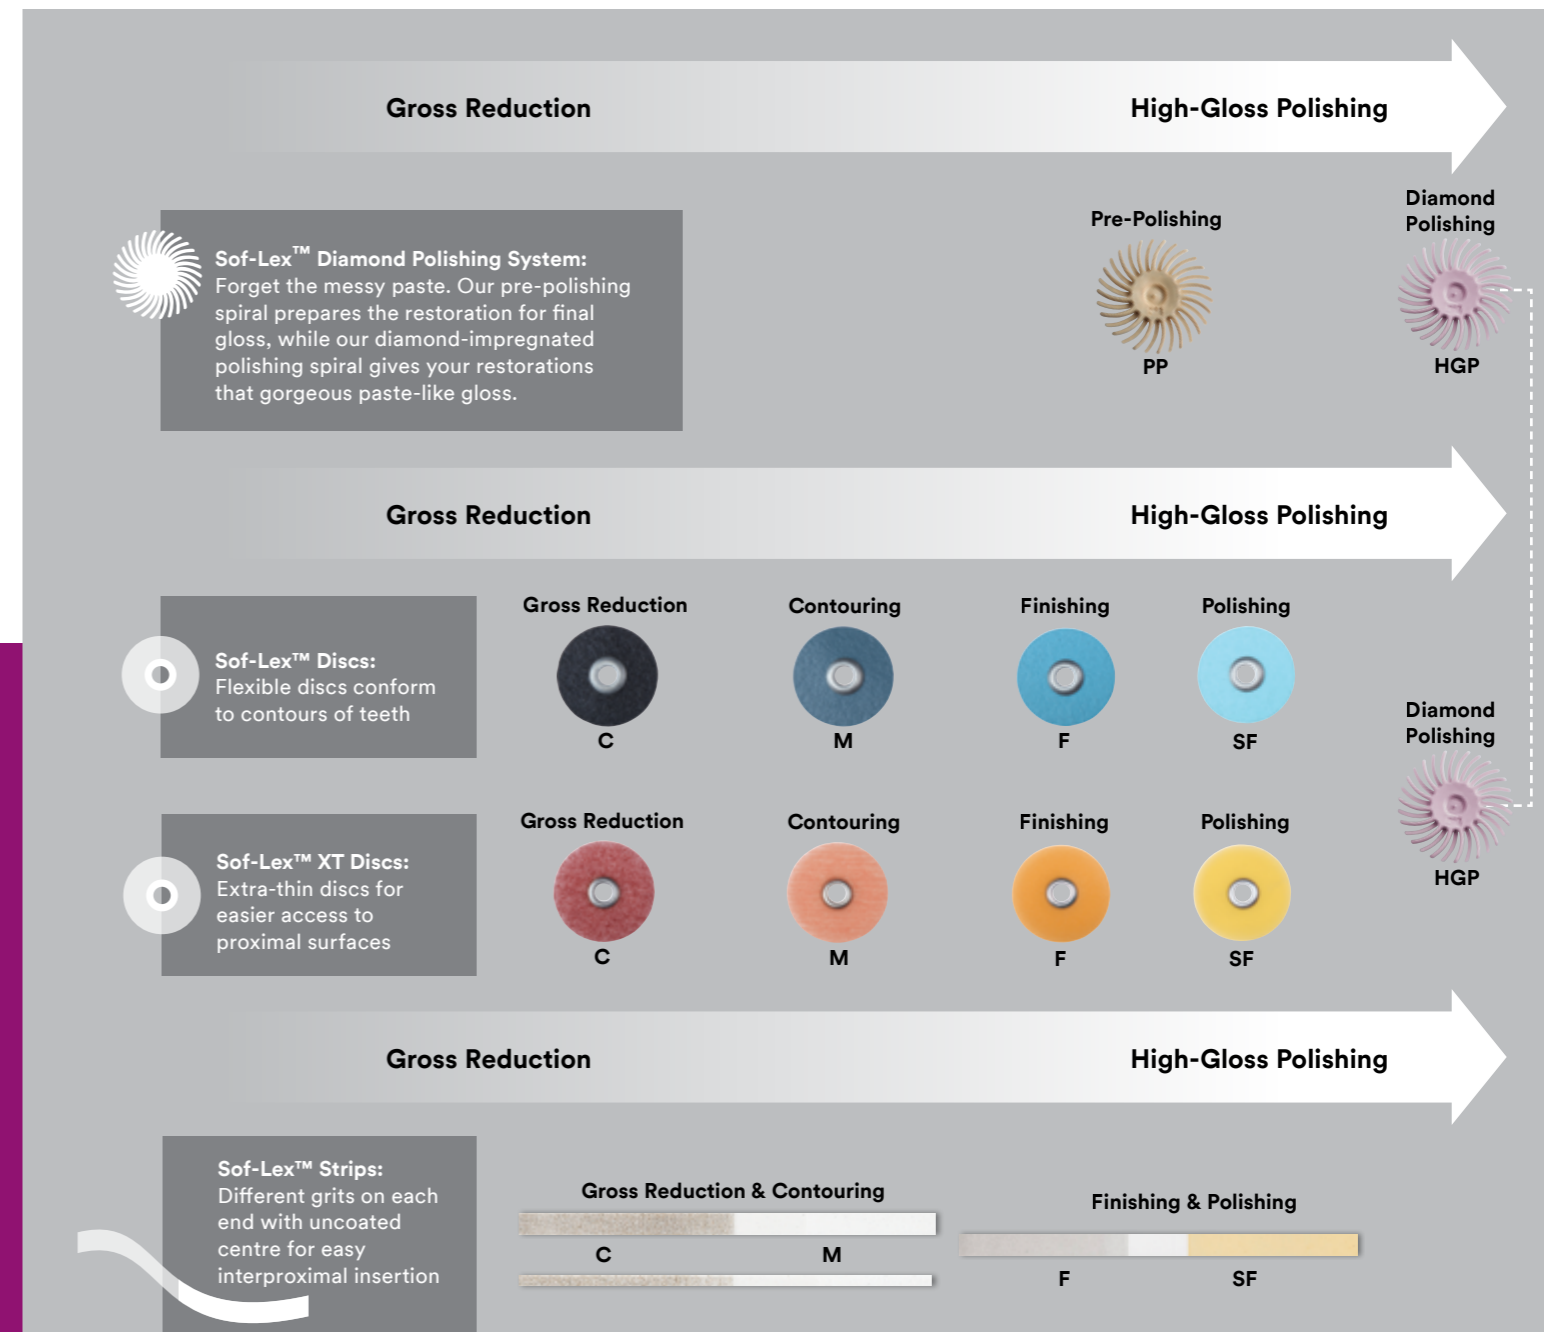 Gross Reduction
High-Gloss Polishing
Sof-Lex™ Diamond Polishing System:
Forget the messy paste. Our pre-polishing
spiral prepares the restoration for final
gloss, while our diamond-impregnated
polishing spiral gives your restorations
that gorgeous paste-like gloss.
Pre-Polishing
PP
Diamond
Polishing
HGP
Gross Reduction
High-Gloss Polishing
Sof-Lex™ Discs:
Flexible discs conform
to contours of teeth
Gross Reduction
C
Contouring
M
Finishing
F
Polishing
SF
Sof-Lex™ XT Discs:
Extra-thin discs for
easier access to
proximal surfaces
Gross Reduction
C
Contouring
M
Finishing
F
Polishing
SF
Diamond
Polishing
HGP
Gross Reduction
High-Gloss Polishing
Sof-Lex™ Strips:
Different grits on each
end with uncoated
centre for easy
interproximal insertion
Gross Reduction & Contouring
C
M
Finishing & Polishing
F
SF